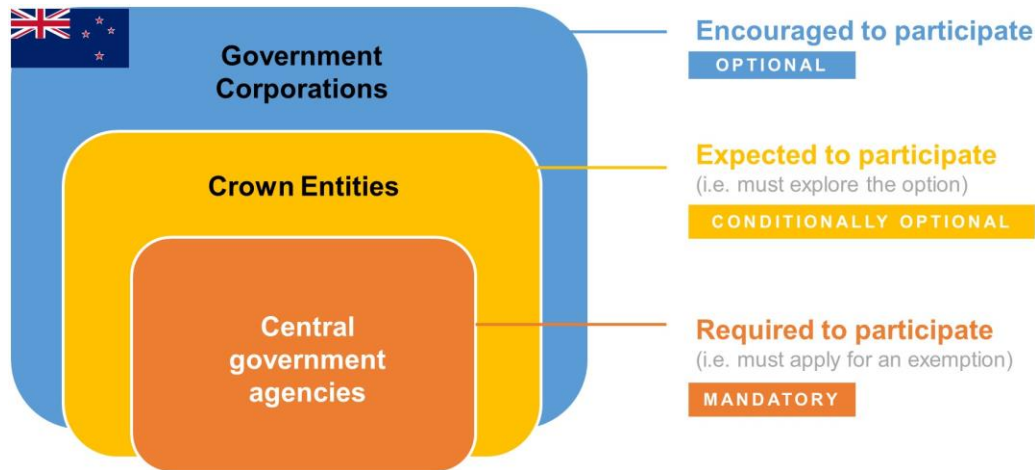 Government
Corporations
Encouraged to participate
OPTIONAL
Crown Entities
Expected to participate
(i.e. must explore the option)
CONDITIONALLY OPTIONAL
Central
government
agencies
Required to participate
(i.e. must apply for an exemption)
MANDATORY